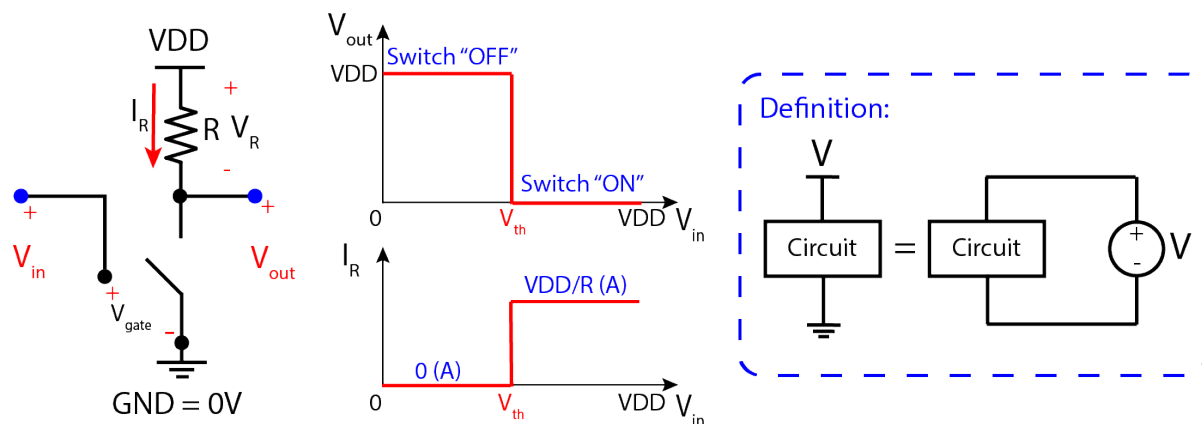 VDD
+
I_R
R
V_R
-
+
V_in
+
V_out
+
V_gate
-
GND = 0V
V_out
Switch “OFF”
VDD
Switch “ON”
0
V_th
VDD
V_in
I_R
VDD/R (A)
0 (A)
0
V_th
VDD
V_in
Definition:
V
Circuit
=
Circuit
+
-
V